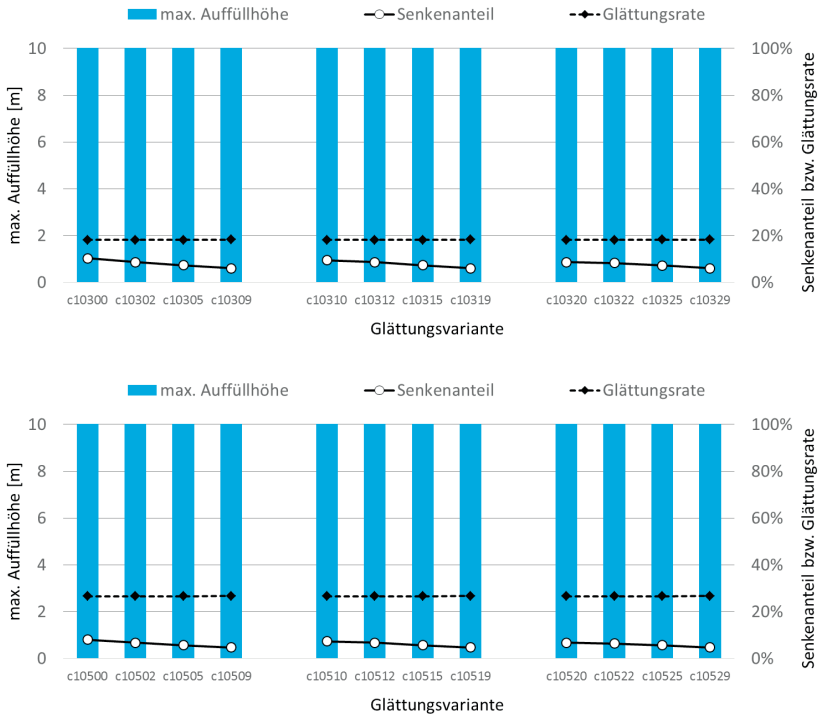 max. Auffüllhöhe Senkenanteil Glättungsrate
10 100%
8 80%
6 60%
4 40%
2 20%
0 0%
max. Auffüllhöhe [m]
Senkenanteil bzw. Glättungsrate
c10300 c10302 c10305 c10309 c10310 c10312 c10315 c10319 c10320 c10322 c10325 c10329
Glättungsvariante
max. Auffüllhöhe Senkenanteil Glättungsrate
10 100%
8 80%
6 60%
4 40%
2 20%
0 0%
max. Auffüllhöhe [m]
Senkenanteil bzw. Glättungsrate
c10500 c10502 c10505 c10509 c10510 c10512 c10515 c10519 c10520 c10522 c10525 c10529
Glättungsvariante